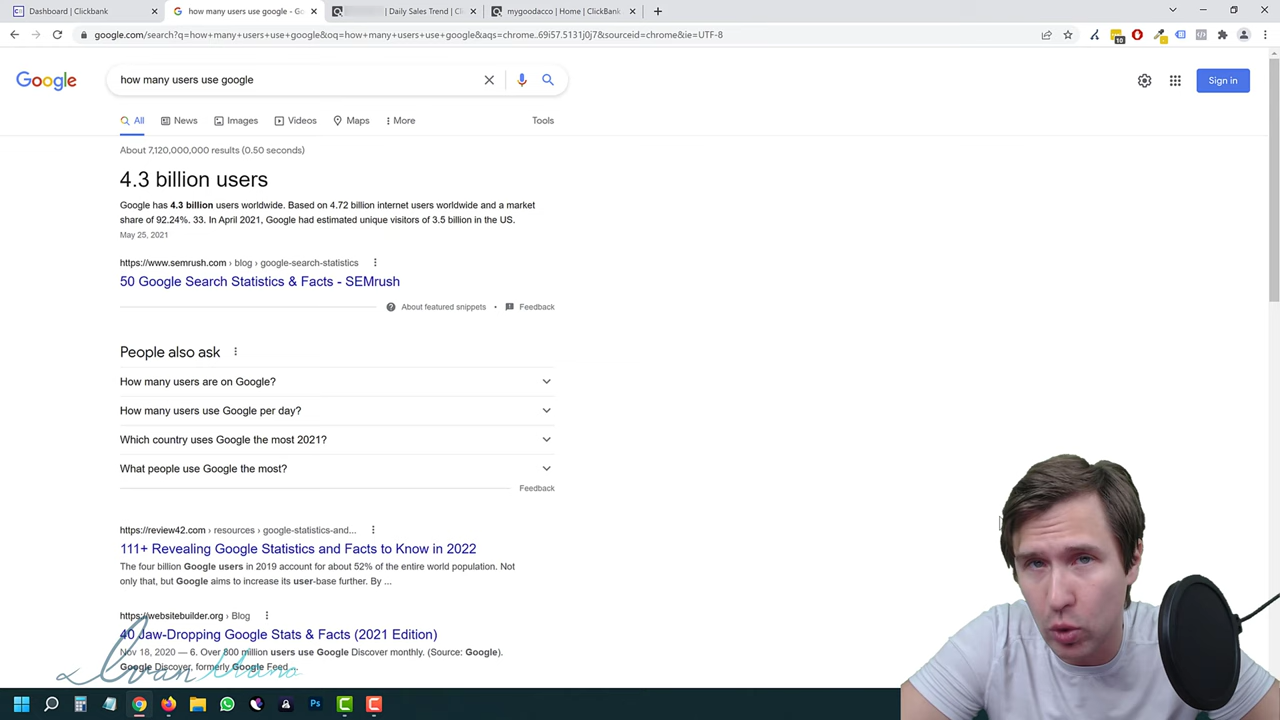 Dashboard | Clickbank
how many users use google - Go
| Daily Sales Trend | Cli
mygoodacco | Home | ClickBank
google.com/search?q=how+many+users+use+google&oq=how+many+users+use+google&aqs=chrome..69i57.5131j0j7&sourceid=chrome&ie=UTF-8
10
Google
how many users use google
Sign in
All
News
Images
Videos
Maps
More
Tools
About 7,120,000,000 results (0.50 seconds)
4.3 billion users
Google has 4.3 billion users worldwide. Based on 4.72 billion internet users worldwide and a market
share of 92.24%. 33. In April 2021, Google had estimated unique visitors of 3.5 billion in the US.
May 25, 2021
https://www.semrush.com › blog › google-search-statistics
50 Google Search Statistics & Facts - SEMrush
About featured snippets • Feedback
People also ask
How many users are on Google?
How many users use Google per day?
Which country uses Google the most 2021?
What people use Google the most?
Feedback
https://review42.com › resources › google-statistics-and...
111+ Revealing Google Statistics and Facts to Know in 2022
The four billion Google users in 2019 account for about 52% of the entire world population. Not
only that, but Google aims to increase its user-base further. By ...
https://websitebuilder.org › Blog
40 Jaw-Dropping Google Stats & Facts (2021 Edition)
Nov 18, 2020 — 6. Over 800 million users use Google Discover monthly. (Source: Google).
Google Discover, formerly Google Feed...
Ivan